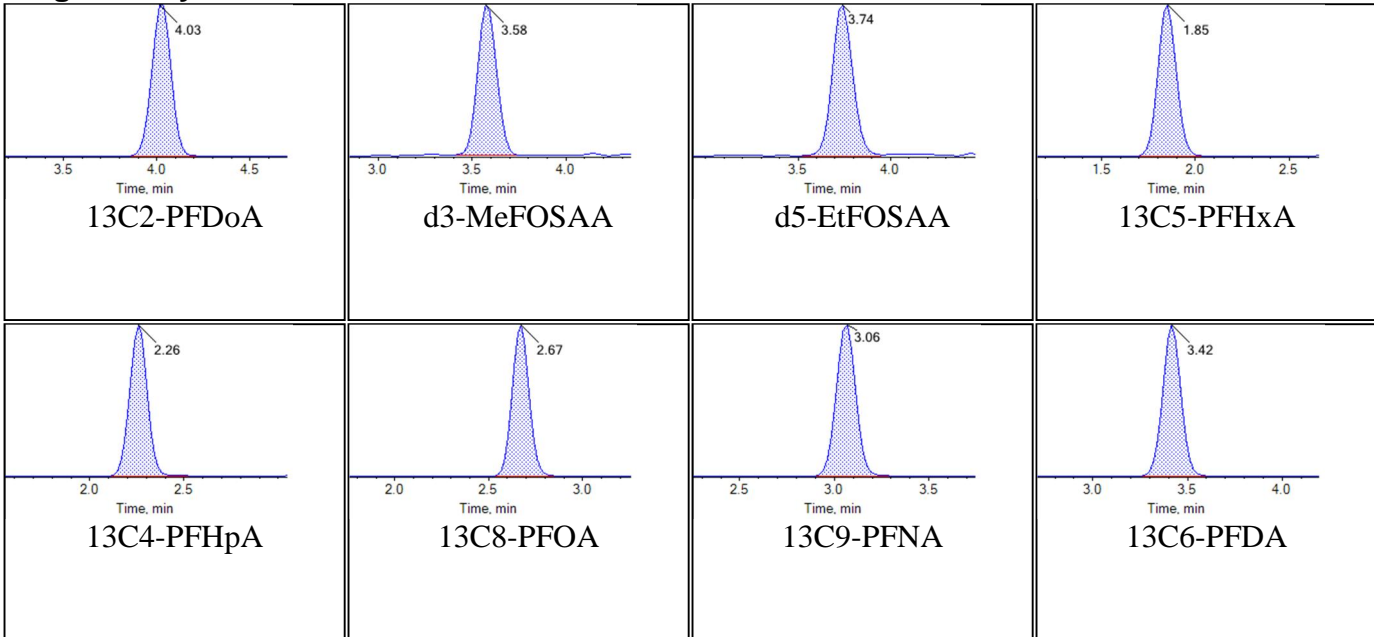 4.03
3.5 4.0 4.5
Time, min
13C2-PFDoA
3.58
3.0 3.5 4.0
Time, min
d3-MeFOSAA
3.74
3.5 4.0
Time, min
d5-EtFOSAA
1.85
1.5 2.0 2.5
Time, min
13C5-PFHxA
2.26
2.0 2.5
Time, min
13C4-PFHpA
2.67
2.0 2.5 3.0
Time, min
13C8-PFOA
3.06
2.5 3.0 3.5
Time, min
13C9-PFNA
3.42
3.0 3.5 4.0
Time, min
13C6-PFDA